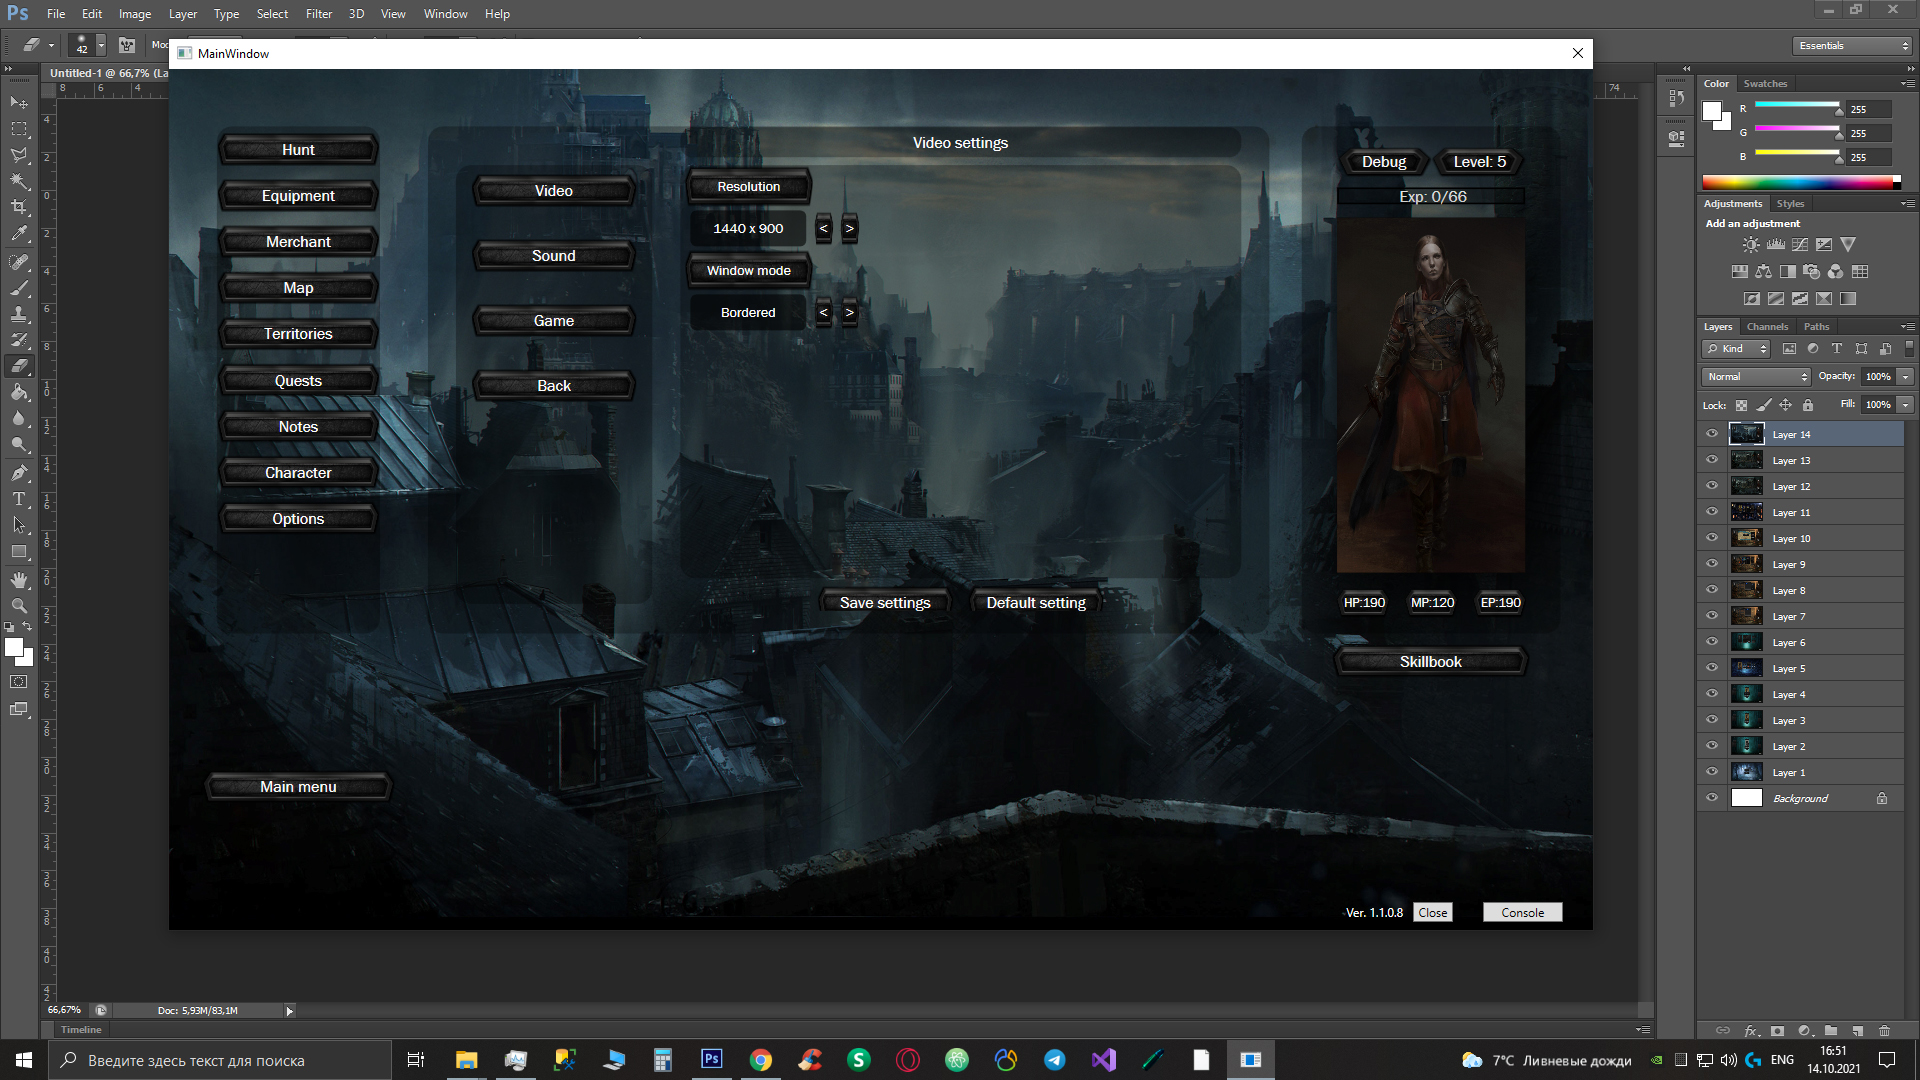 Ps File Edit Image Layer Type Select Filter 3D View Window Help
42 Mo
Essentials
MainWindow
Untitled-1 @ 66,7% (La
8 6 4
74
Video settings
Hunt
Equipment
Merchant
Map
Territories
Quests
Notes
Character
Options
Main menu
Video
Sound
Game
Back
Resolution
1440 x 900 < >
Window mode
Bordered < >
Save settings Default setting
Debug Level: 5
Exp: 0/66
HP:190 MP:120 EP:190
Skillbook
Ver. 1.1.0.8 Close Console
Color Swatches
R 255
G 255
B 255
Adjustments Styles
Add an adjustment
Layers Channels Paths
Kind
Normal Opacity: 100%
Lock: Fill: 100%
Layer 14
Layer 13
Layer 12
Layer 11
Layer 10
Layer 9
Layer 8
Layer 7
Layer 6
Layer 5
Layer 4
Layer 3
Layer 2
Layer 1
Background
66,67% Doc: 5,93M/83,1M
Timeline
Введите здесь текст для поиска
7°C Ливневые дожди
ENG
16:51
14.10.2021